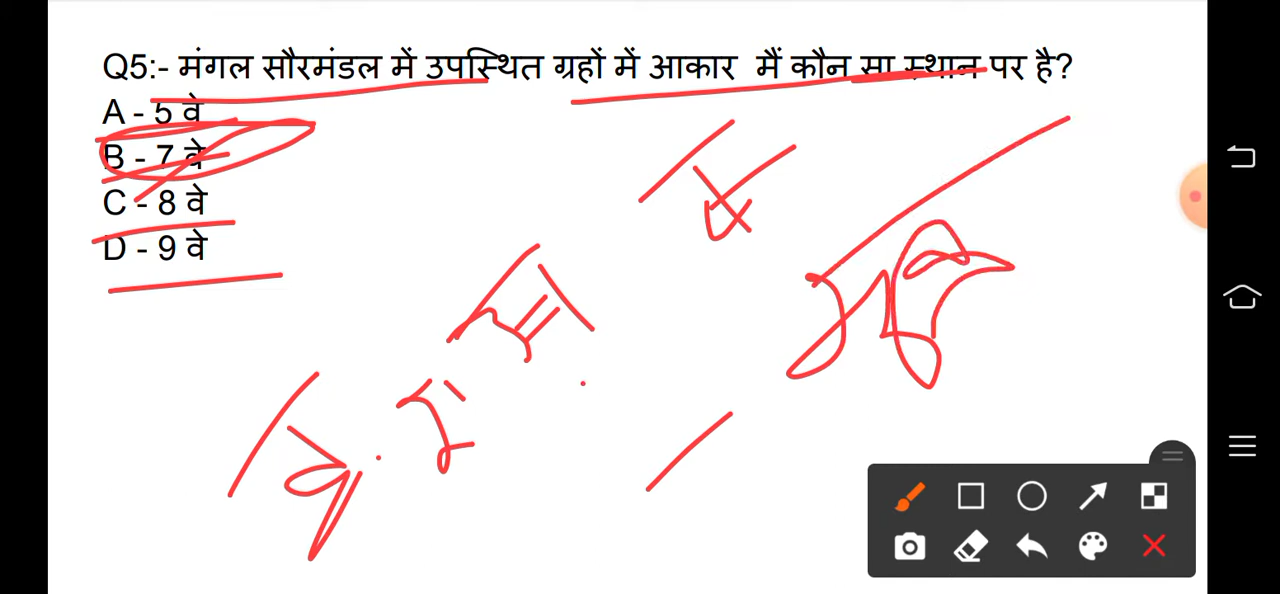 Q5:- मंगल सौरमंडल में उपस्थित ग्रहों में आकार मैं कौन सा स्थान पर है?
A - 5 वे
B - 7 वे
C - 8 वे
D - 9 वे